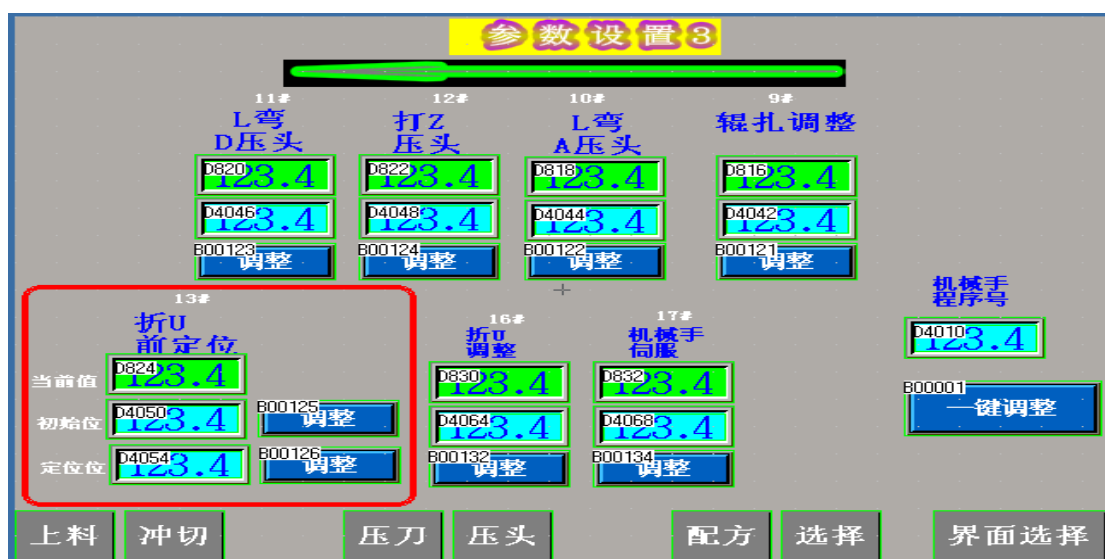 参数设置3
11# 12# 10# 9#
L弯 打Z L弯 辊扎调整
D压头 压头 A压头
D820 123.4 D822 123.4 D818 123.4 D816 123.4
D4046 123.4 D4048 123.4 D4044 123.4 D4042 123.4
B00123 调整 B00124 调整 B00122 调整 B00121 调整
13#
折U
前定位
当前值 D824 123.4
初始位 D4050 123.4 B00125 调整
定位位 D4054 123.4 B00126 调整
16#
折U
调整
D830 123.4
D4064 123.4
B00132 调整
17#
机械手
伺服
D832 123.4
D4068 123.4
B00134 调整
机械手
程序号
D4010 123.4
B00001 一键调整
上料 冲切 压刀 压头 配方 选择 界面选择